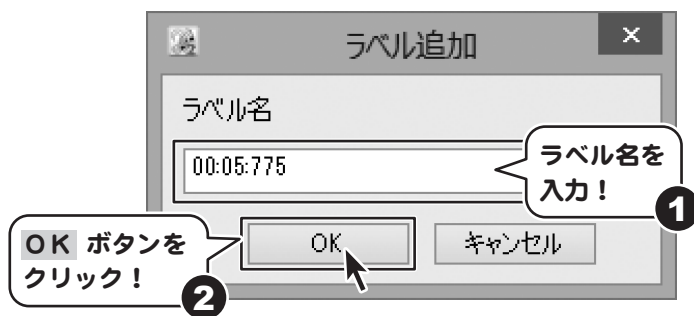 ラベル追加
×
ラベル名
00:05:775
ラベル名を
入力！
1
OK
キャンセル
OK ボタンを
クリック！
2